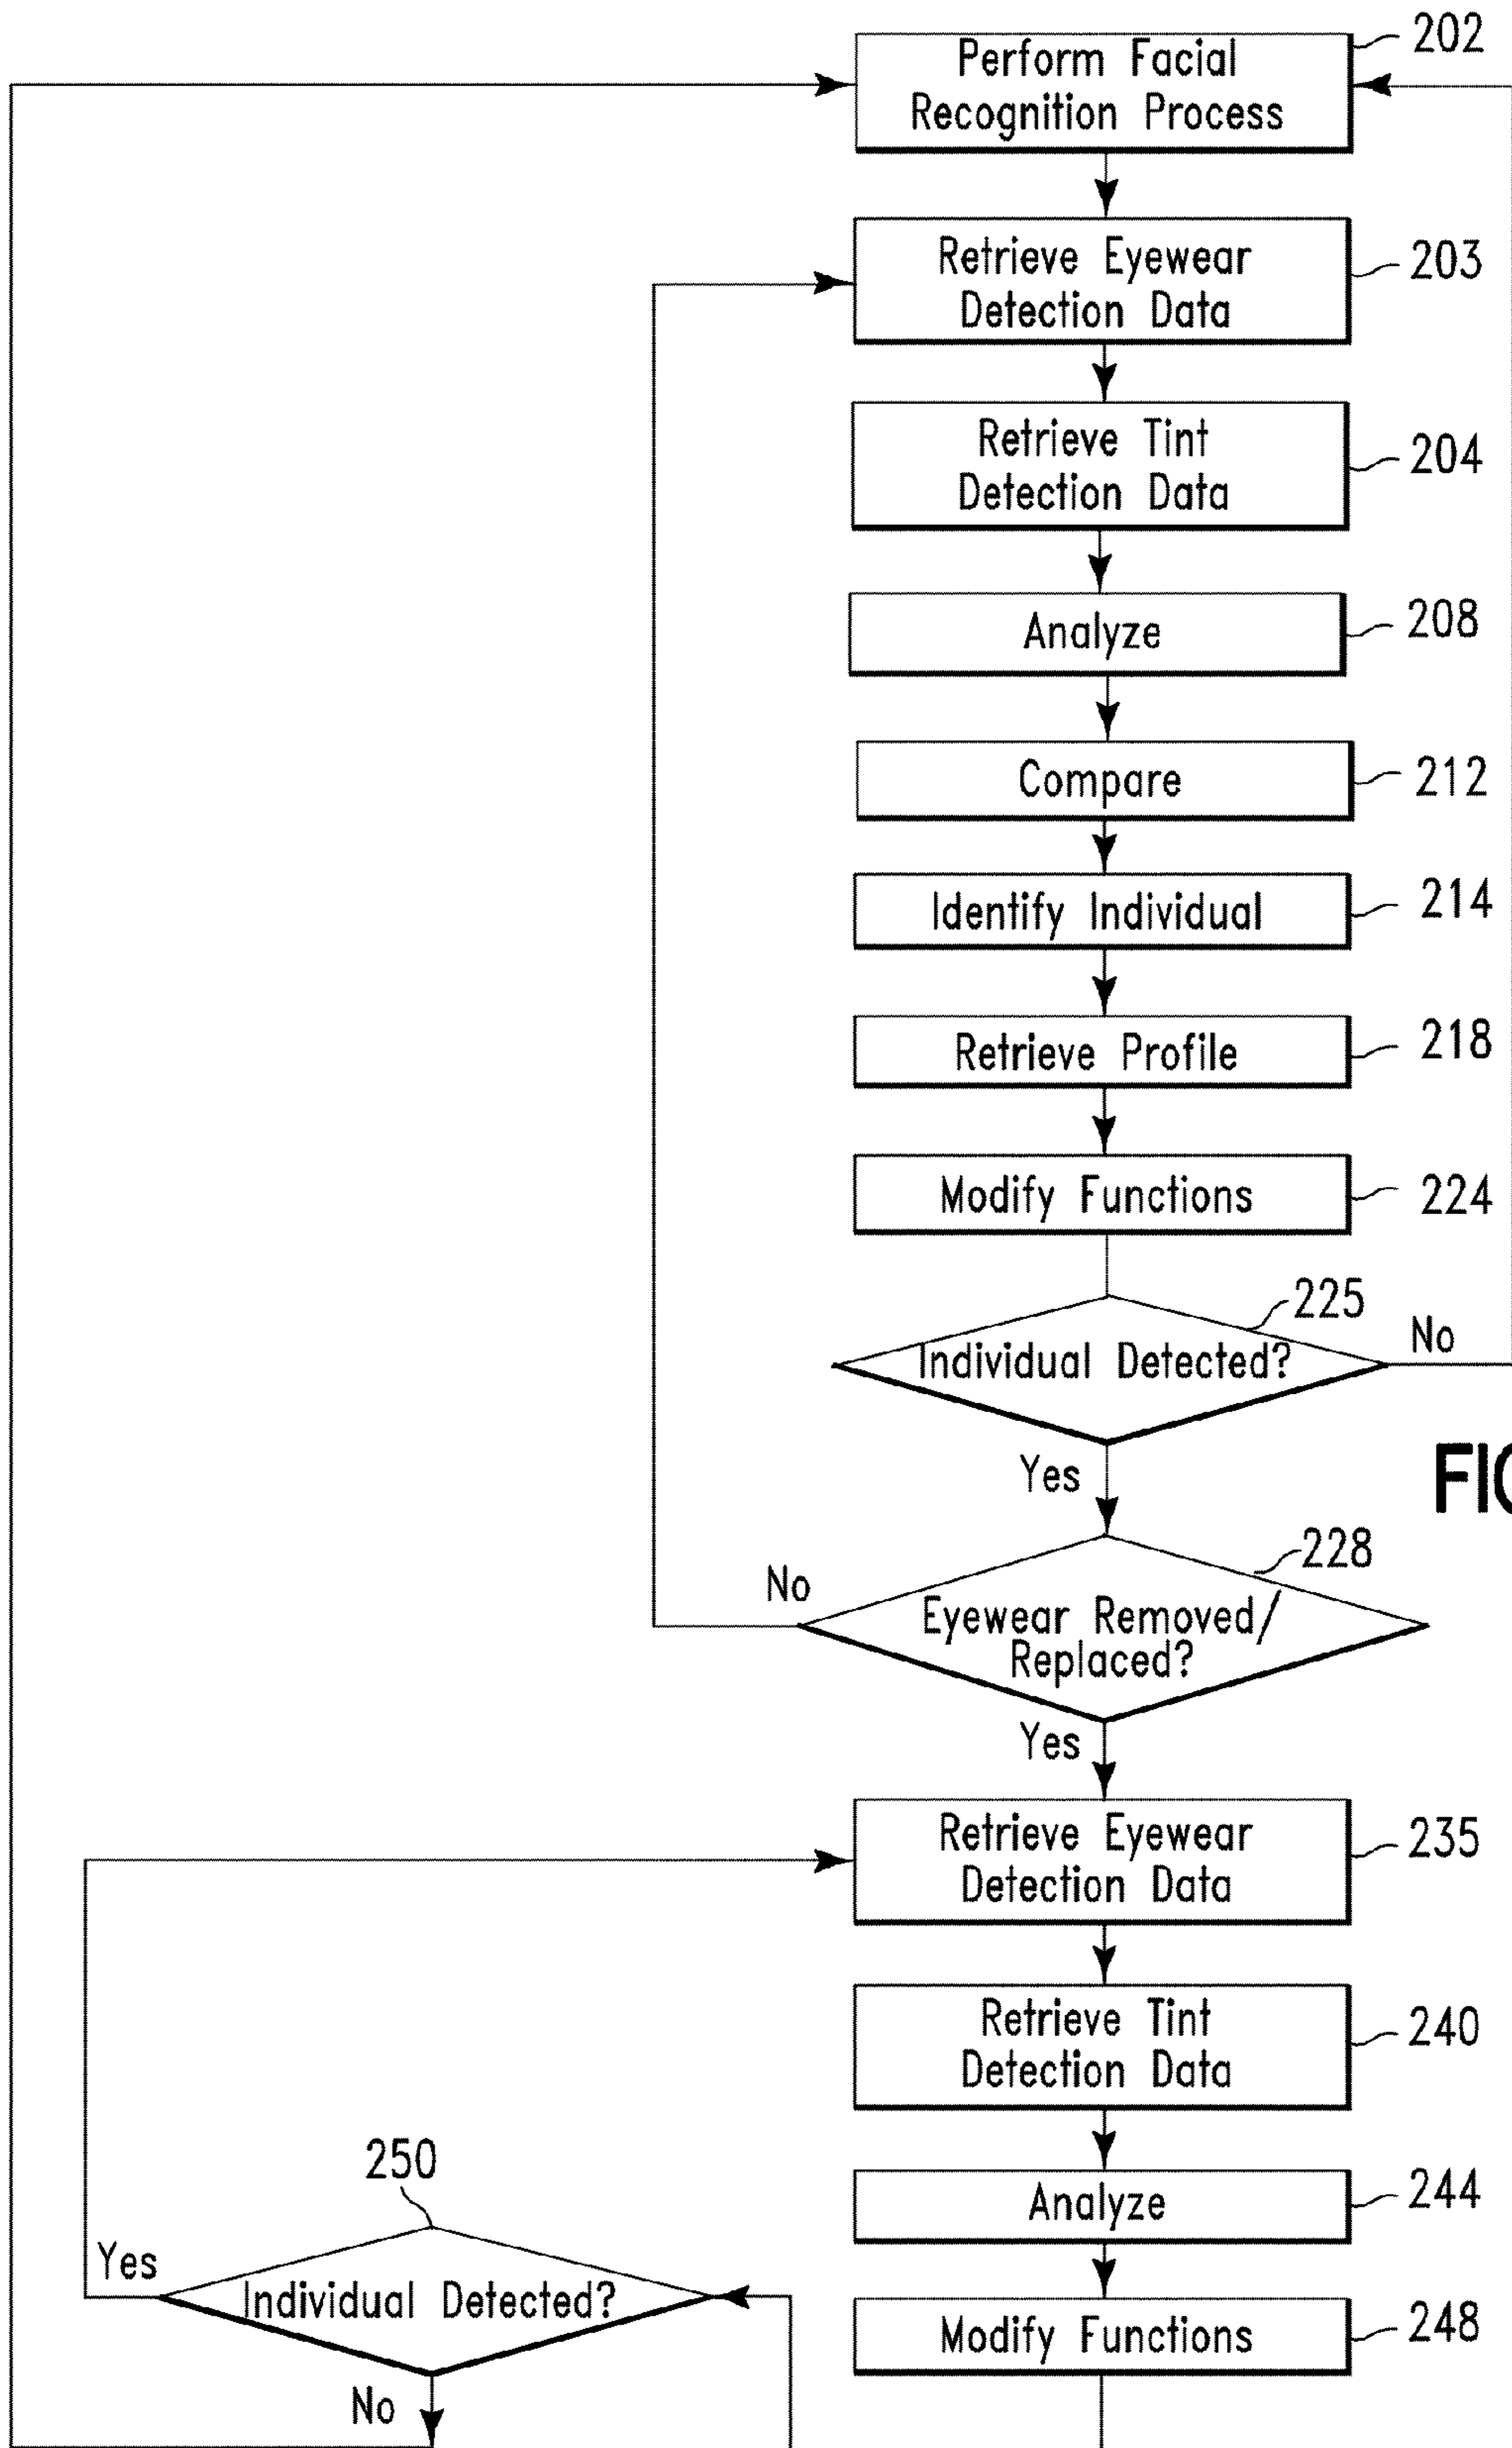 Perform Facial
Recognition Process
202
Retrieve Eyewear
Detection Data
203
Retrieve Tint
Detection Data
204
Analyze
208
Compare
212
Identify Individual
214
Retrieve Profile
218
Modify Functions
224
225
Individual Detected?
No
Yes
FIG
228
No
Eyewear Removed/
Replaced?
Yes
Retrieve Eyewear
Detection Data
235
Retrieve Tint
Detection Data
240
250
Analyze
244
Yes
Individual Detected?
Modify Functions
248
No